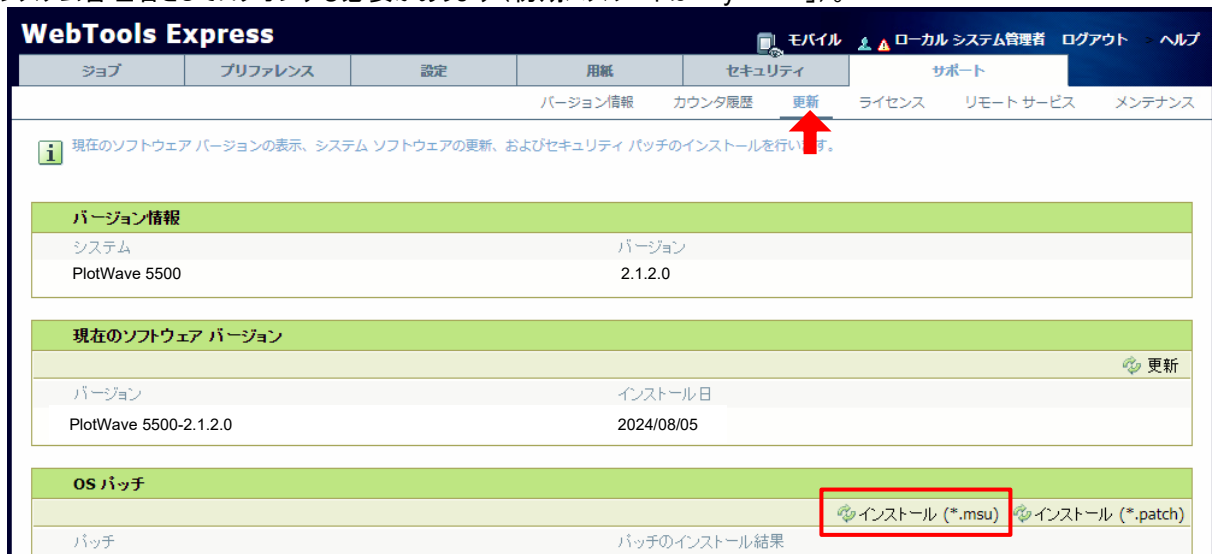 WebTools Express
モバイル ローカル システム管理者 ログアウト ヘルプ
ジョブ プリファレンス 設定 用紙 セキュリティ サポート
バージョン情報 カウンタ履歴 更新 ライセンス リモート サービス メンテナンス
現在のソフトウェア バージョンの表示、システム ソフトウェアの更新、およびセキュリティ パッチのインストールを行います。
バージョン情報
システム バージョン
PlotWave 5500 2.1.2.0
現在のソフトウェア バージョン
更新
バージョン インストール日
PlotWave 5500-2.1.2.0 2024/08/05
OS パッチ
インストール (*.msu) インストール (*.patch)
パッチ パッチのインストール結果